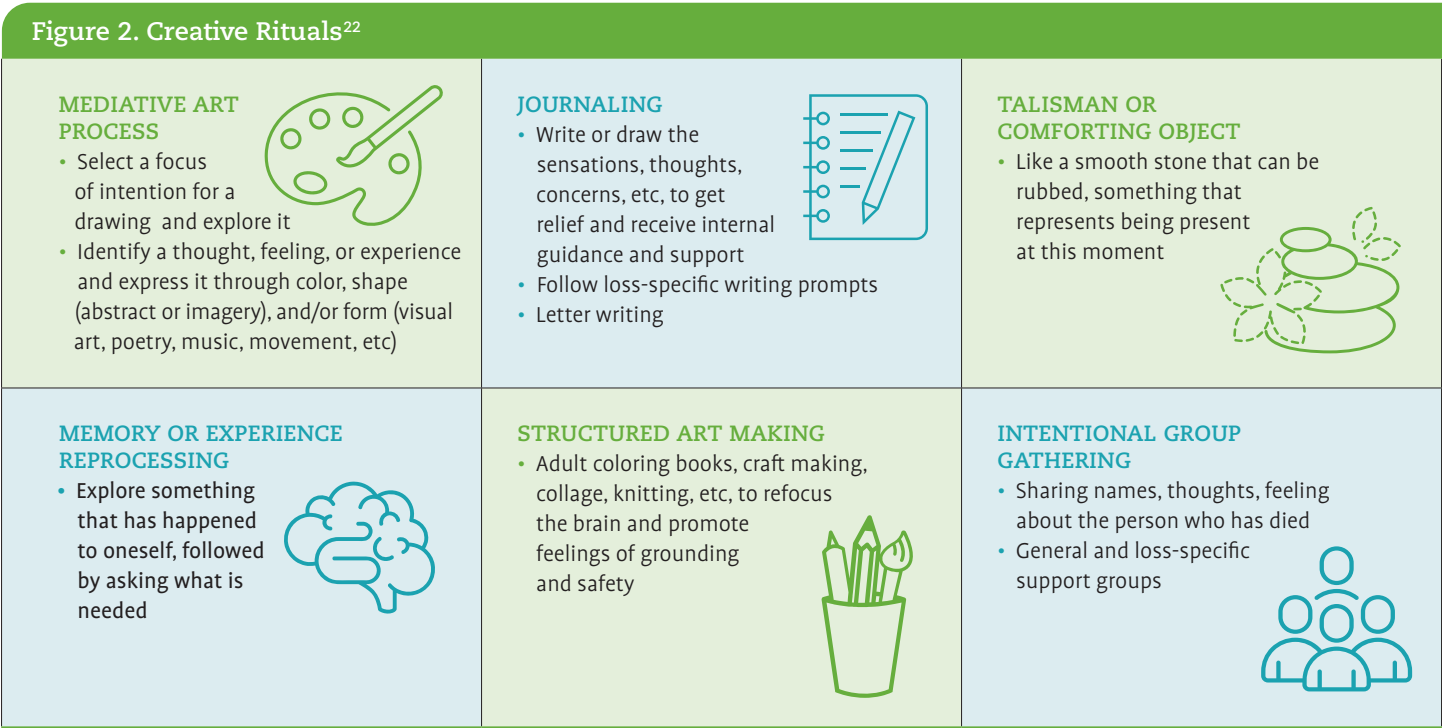 Figure 2. Creative Rituals22
MEDIATIVE ART
PROCESS
• Select a focus
of intention for a
drawing and explore it
• Identify a thought, feeling, or experience
and express it through color, shape
(abstract or imagery), and/or form (visual
art, poetry, music, movement, etc)
JOURNALING
• Write or draw the
sensations, thoughts,
concerns, etc, to get
relief and receive internal
guidance and support
• Follow loss-specific writing prompts
• Letter writing
TALISMAN OR
COMFORTING OBJECT
• Like a smooth stone that can be
rubbed, something that
represents being present
at this moment
MEMORY OR EXPERIENCE
REPROCESSING
• Explore something
that has happened
to oneself, followed
by asking what is
needed
STRUCTURED ART MAKING
• Adult coloring books, craft making,
collage, knitting, etc, to refocus
the brain and promote
feelings of grounding
and safety
INTENTIONAL GROUP
GATHERING
• Sharing names, thoughts, feeling
about the person who has died
• General and loss-specific
support groups